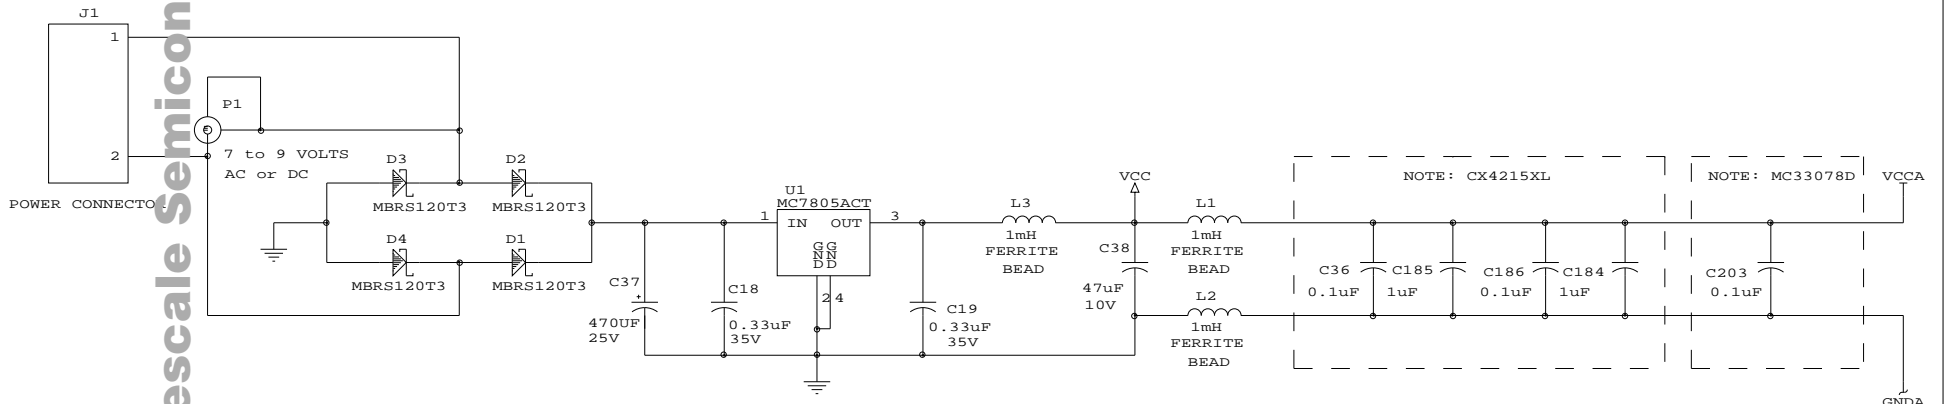 J1
1
2
POWER CONNECTOR
escale Semicon
P1
7 to 9 VOLTS
AC or DC
D3
MBRS120T3
D2
MBRS120T3
D4
MBRS120T3
D1
MBRS120T3
C37
+
470UF
25V
C18
0.33uF
35V
U1
MC7805ACT
1
IN
OUT
3
GND
GND
2
4
C19
0.33uF
35V
L3
1mH
FERRITE
BEAD
VCC
C38
47uF
10V
L1
1mH
FERRITE
BEAD
L2
1mH
FERRITE
BEAD
NOTE: CX4215XL
C36
0.1uF
C185
1uF
C186
0.1uF
C184
1uF
NOTE: MC33078D
C203
0.1uF
VCCA
GNDA